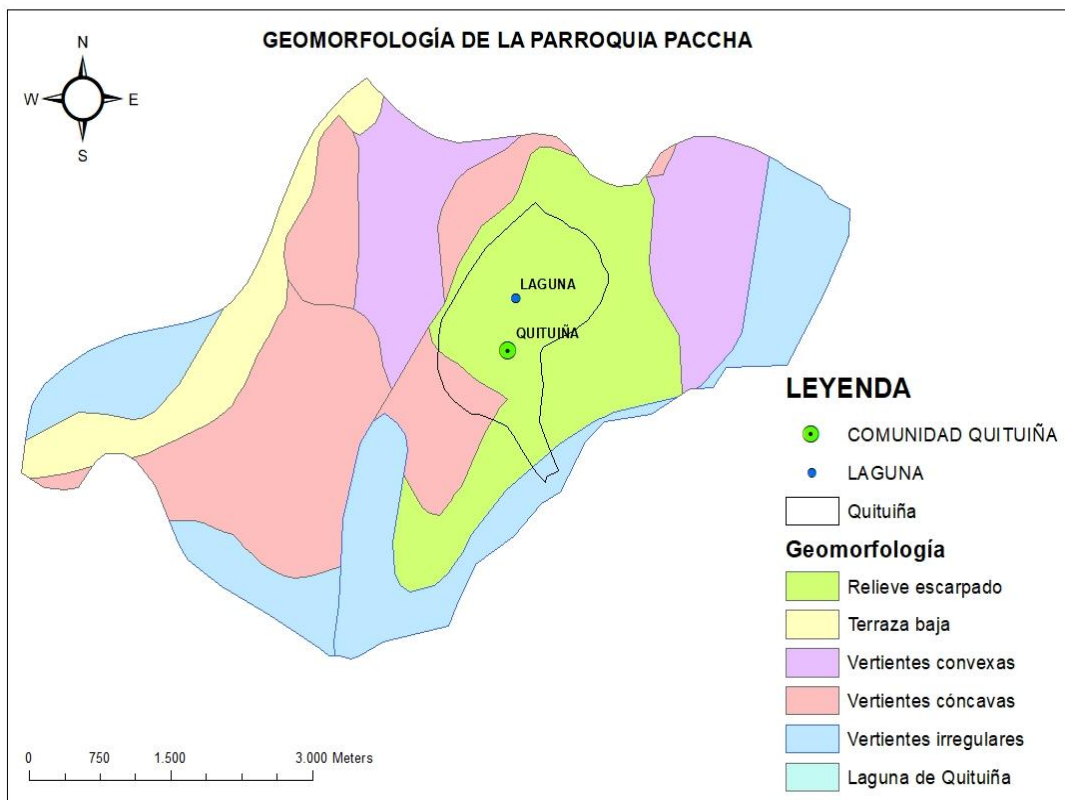 GEOMORFOLOGÍA DE LA PARROQUIA PACCHA
N
W E
S
LAGUNA
QUITUIÑA
LEYENDA
COMUNIDAD QUITUIÑA
LAGUNA
Quituiña
Geomorfología
Relieve escarpado
Terraza baja
Vertientes convexas
Vertientes cóncavas
Vertientes irregulares
Laguna de Quituiña
0 750 1.500 3.000 Meters